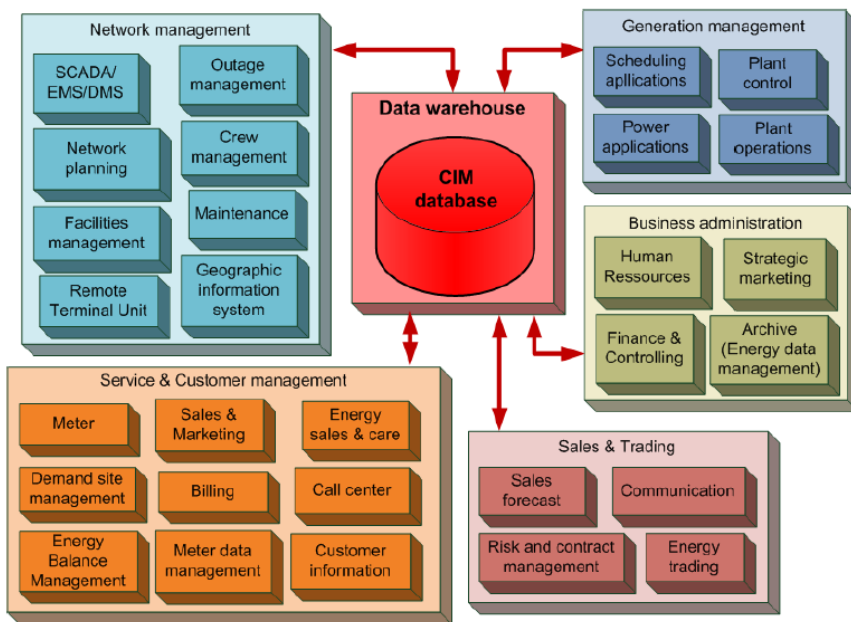 Network management
SCADA/
EMS/DMS
Outage
management
Network
planning
Crew
management
Facilities
management
Maintenance
Remote
Terminal Unit
Geographic
information
system
Data warehouse
CIM
database
Generation management
Scheduling
apllications
Plant
control
Power
applications
Plant
operations
Business administration
Human
Ressources
Strategic
marketing
Finance &
Controlling
Archive
(Energy data
management)
Service & Customer management
Meter
Sales &
Marketing
Energy
sales & care
Demand site
management
Billing
Call center
Energy
Balance
Management
Meter data
management
Customer
information
Sales & Trading
Sales
forecast
Communication
Risk and contract
management
Energy
trading